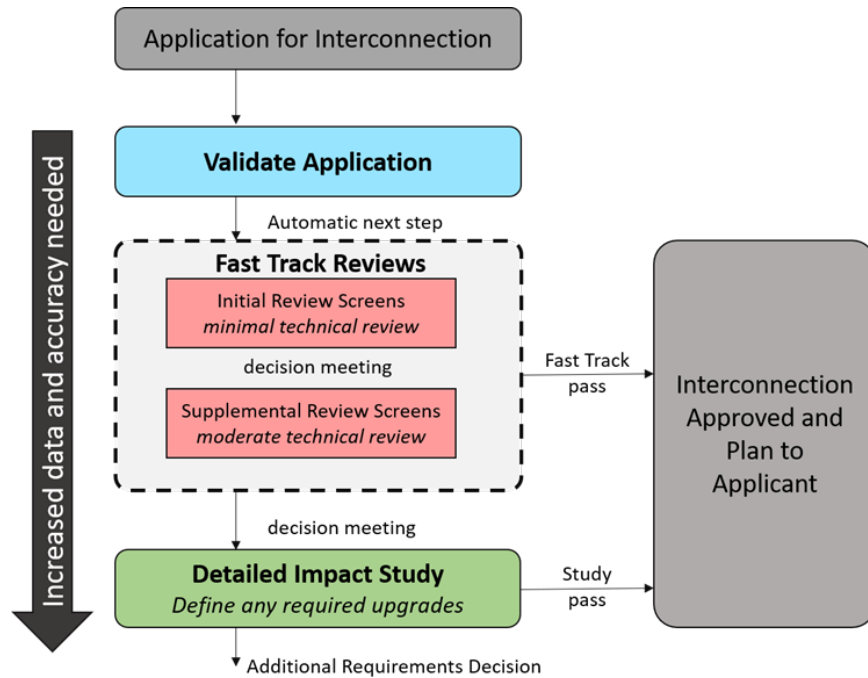 Application for Interconnection
Increased data and accuracy needed
Validate Application
Automatic next step
Fast Track Reviews
Initial Review Screens
minimal technical review
decision meeting
Supplemental Review Screens
moderate technical review
Fast Track
pass
Interconnection
Approved and
Plan to
Applicant
decision meeting
Detailed Impact Study
Define any required upgrades
Study
pass
Additional Requirements Decision